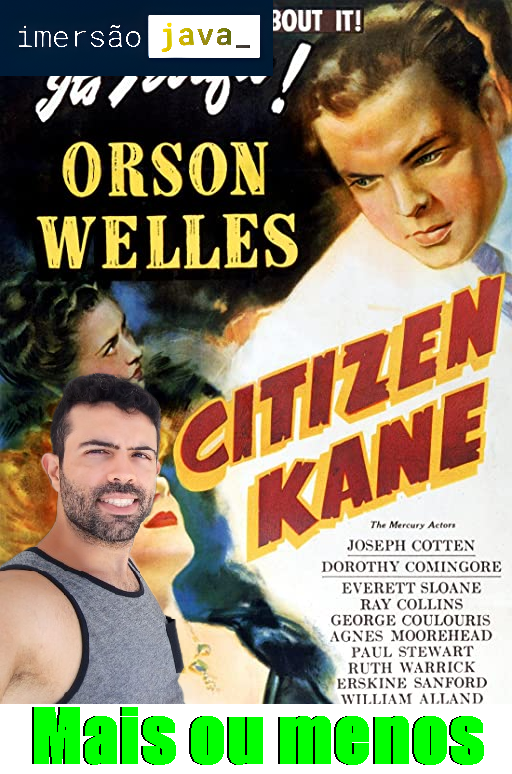 imersão java_
BOUT IT!
ORSON
WELLES
CITIZEN
KANE
The Mercury Actors
JOSEPH COTTEN
DOROTHY COMINGORE
EVERETT SLOANE
RAY COLLINS
GEORGE COULOURIS
AGNES MOOREHEAD
PAUL STEWART
RUTH WARRICK
ERSKINE SANFORD
WILLIAM ALLAND
Mais ou menos